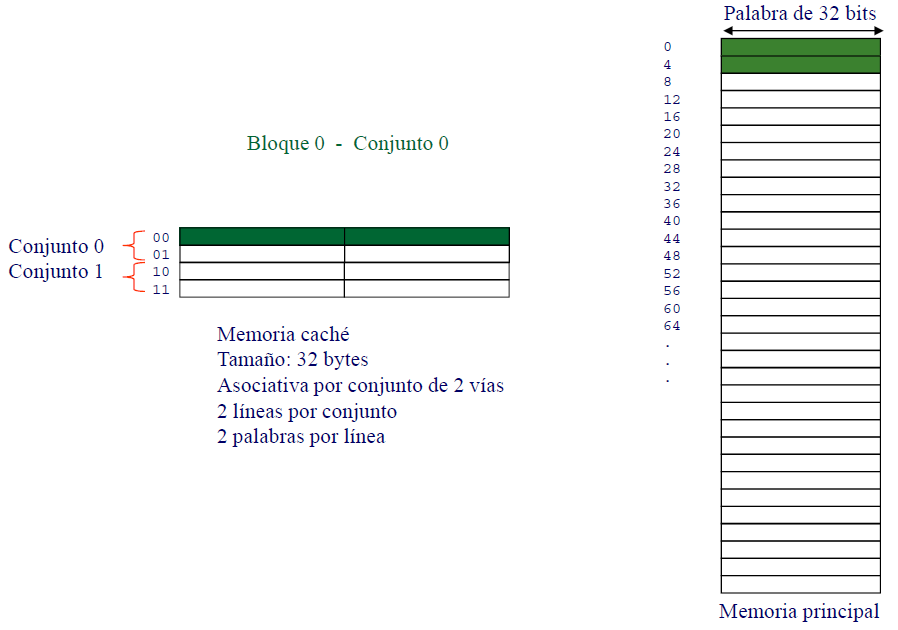 Palabra de 32 bits
0
4
8
12
16
20
24
28
32
36
40
44
48
52
56
60
64
.
.
.
Bloque 0 - Conjunto 0
Conjunto 0
Conjunto 1
00
01
10
11
Memoria caché
Tamaño: 32 bytes
Asociativa por conjunto de 2 vías
2 líneas por conjunto
2 palabras por línea
Memoria principal